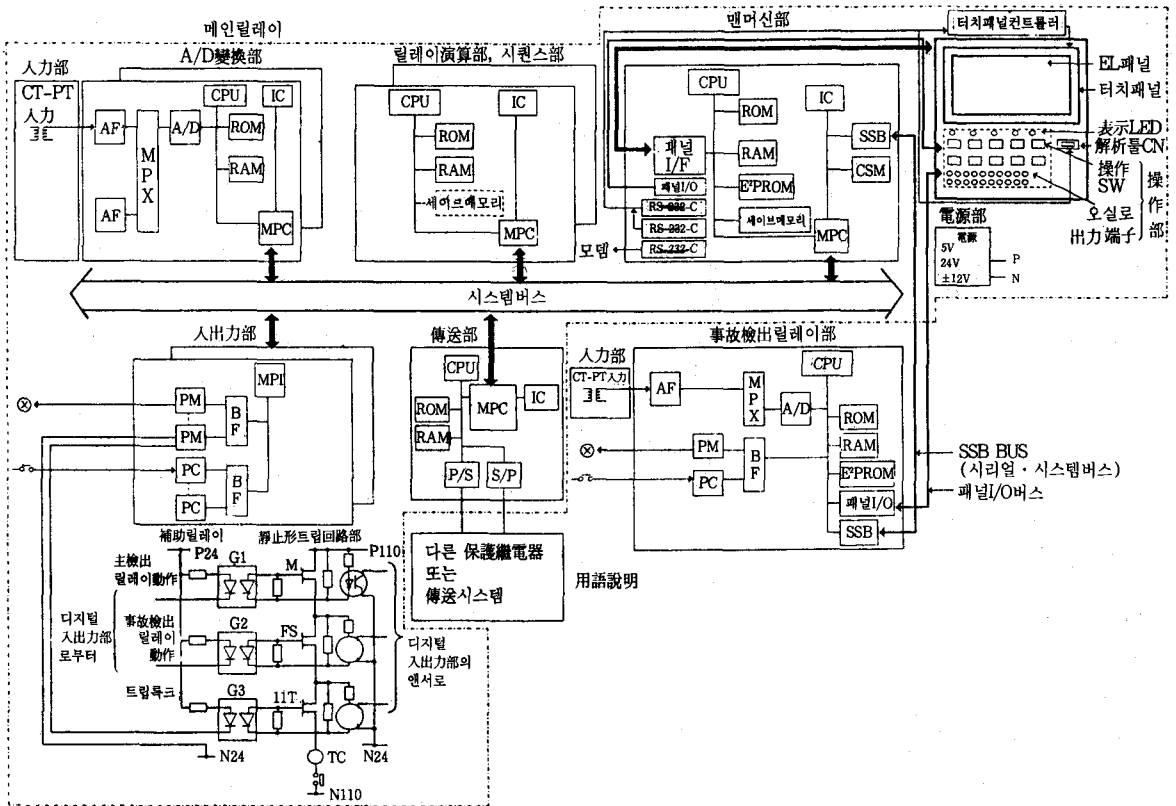 메인릴레이
맨머신부
터치패널컨트롤러
入力部
CT-PT
入力
A/D變換部
CPU
IC
AF
MPX
A/D
ROM
RAM
AF
MPC
릴레이演算部, 시퀀스部
CPU
IC
ROM
RAM
세이브메모리
MPC
CPU
IC
ROM
SSB
패널
I/F
RAM
CSM
패널I/O
E²PROM
RS-232-C
세이브메모리
RS-232-C
RS-232-C
MPC
모뎀
EL패널
터치패널
表示LED
解析툴CN
操作
SW
오실로
出力端子
操作部
電源部
電源
5V
24V
±12V
P
N
시스템버스
入出力部
MPI
PM
BF
PM
PC
BF
PC
傳送部
CPU
MPC
IC
ROM
RAM
P/S
S/P
다른 保護繼電器
또는
傳送시스템
用語說明
事故檢出릴레이部
入力部
CT-PT入力
CPU
AF
MPX
A/D
ROM
RAM
PM
BF
PC
E²PROM
패널I/O
SSB
SSB BUS
(시리얼·시스템버스)
패널I/O버스
補助릴레이
靜止形트립回路部
P24
G1
M
P110
主檢出
릴레이動作
디지털
入出力部
로부터
事故檢出
릴레이
動作
G2
FS
디지털
入出力部의
앤서로
트립록크
G3
11T
N24
TC
N24
N110